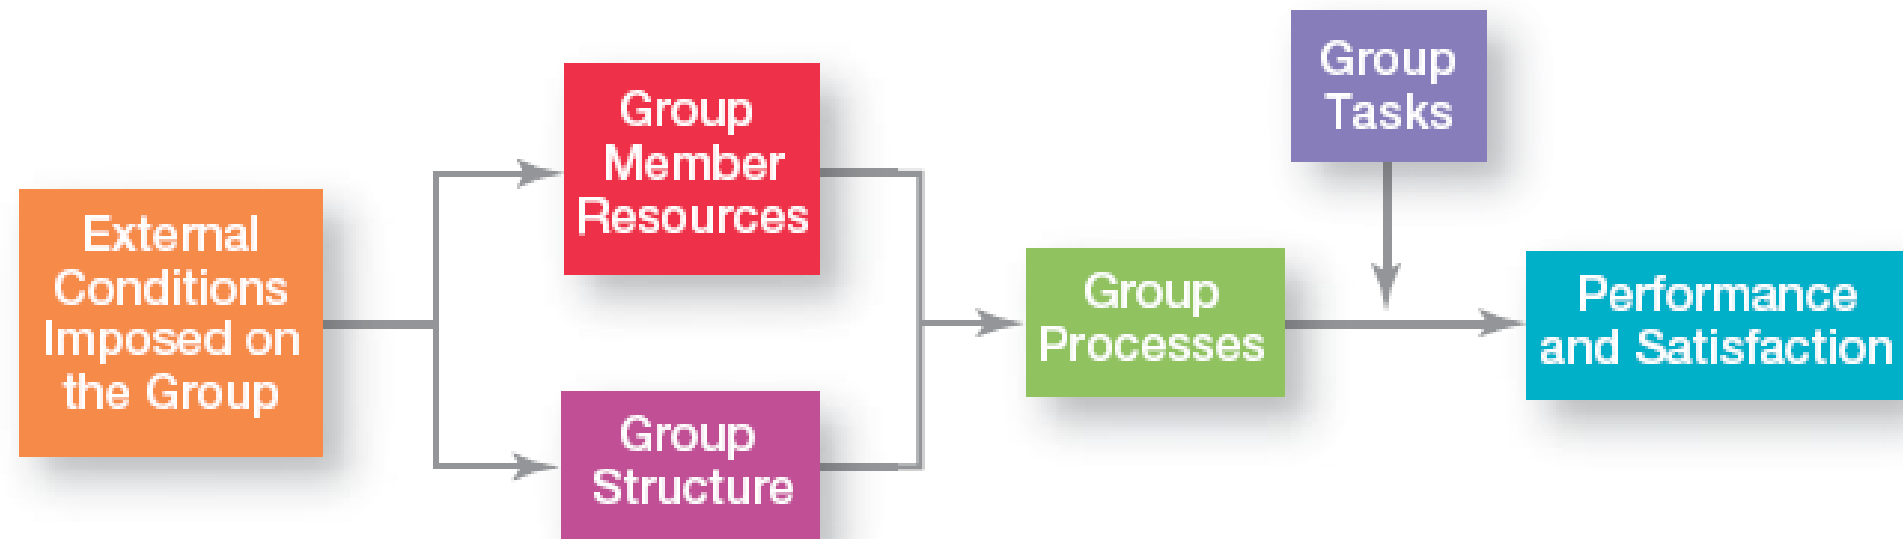 External
Conditions
Imposed on
the Group
Group
Member
Resources
Group
Structure
Group
Processes
Group
Tasks
Performance
and Satisfaction